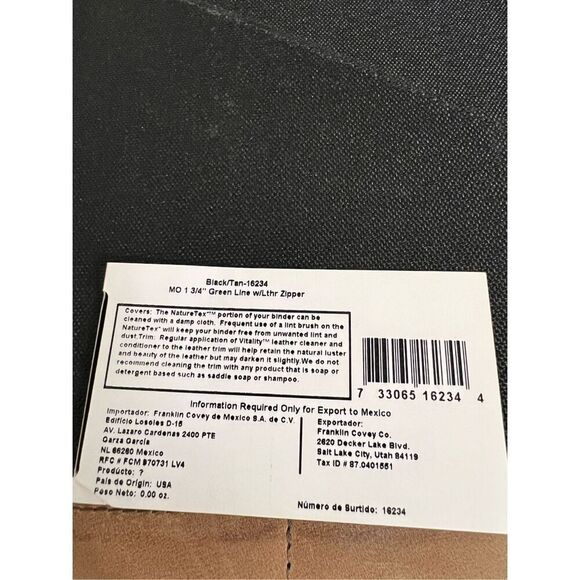 Black/Tan-16234
MO 1 3/4" Green Line w/Lthr Zipper
Covers: The NatureTex™ portion of your binder can be
cleaned with a damp cloth. Frequent use of a lint brush on the
NatureTex™ will keep your binder free from unwanted lint and
dust.Trim: Regular application of Vitality™ leather cleaner and
conditioner to the leather trim will help retain the natural luster
and beauty of the leather but may darken it slightly.We do not
recommend cleaning the trim with any product that is soap or
detergent based such as saddle soap or shampoo.
7 33065 16234 4
Information Required Only for Export to Mexico
Importador: Franklin Covey de Mexico S.A. de C.V.
Edificio Losoles D-15
AV. Lazaro Cardenas 2400 PTE
Garza Garcia
NL 66260 Mexico
RFC # FCM 970731 LV4
Producto: ?
País de Origin: USA
Peso Neto: 0.00 oz.
Exportador:
Franklin Covey Co.
2620 Decker Lake Blvd.
Salt Lake City, Utah 84119
Tax ID # 87.0401551
Número de Surtido: 16234